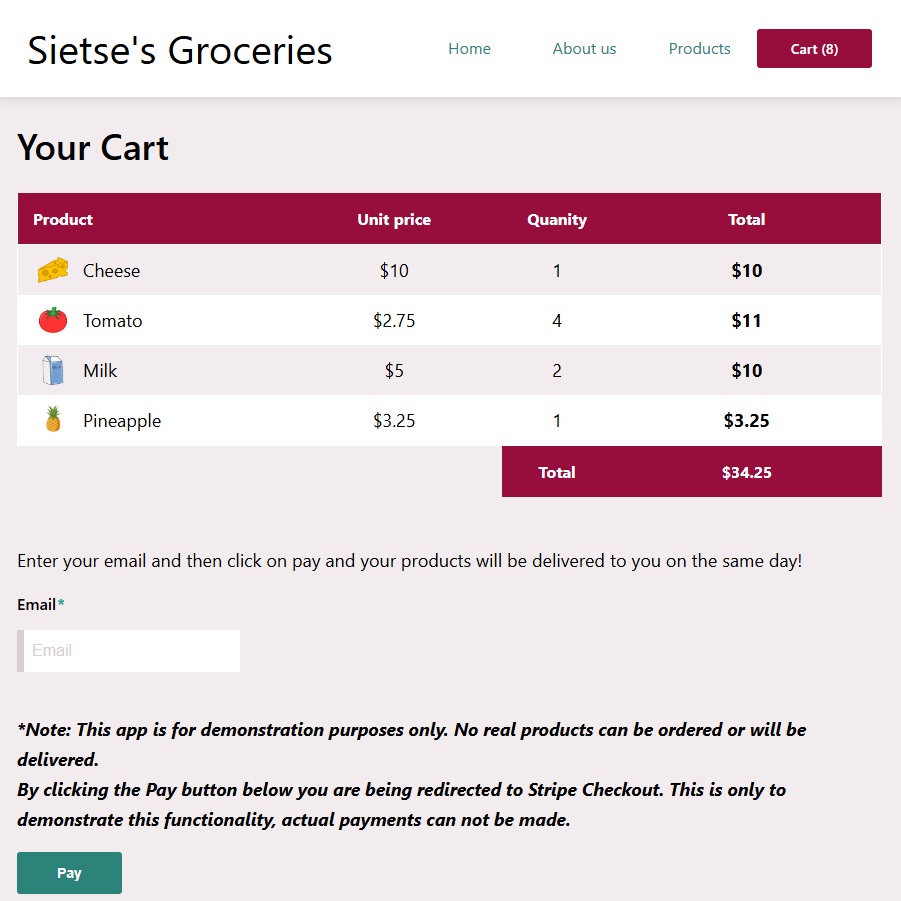 Sietse's Groceries Home About us Products Cart (8)
Your Cart
Product Unit price Quanity Total
Cheese $10 1 $10
Tomato $2.75 4 $11
Milk $5 2 $10
Pineapple $3.25 1 $3.25
Total $34.25
Enter your email and then click on pay and your products will be delivered to you on the same day!
Email*
Email
*Note: This app is for demonstration purposes only. No real products can be ordered or will be
delivered.
By clicking the Pay button below you are being redirected to Stripe Checkout. This is only to
demonstrate this functionality, actual payments can not be made.
Pay